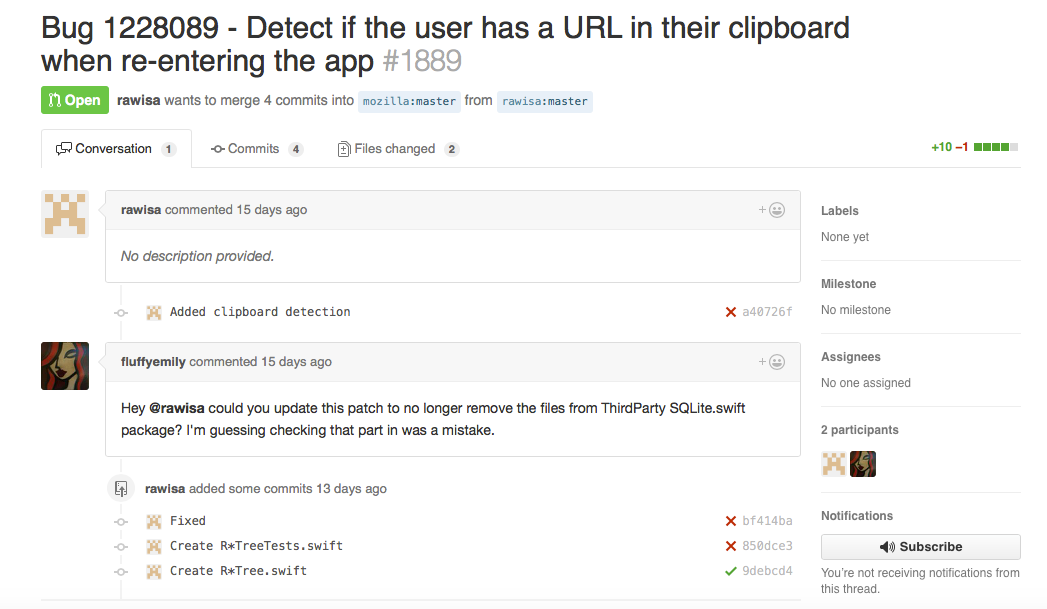 Bug 1228089 - Detect if the user has a URL in their clipboard
when re-entering the app #1889
Open rawisa wants to merge 4 commits into mozilla:master from rawisa:master
Conversation 1 Commits 4 Files changed 2 +10 −1
rawisa commented 15 days ago
No description provided.
Added clipboard detection a40726f
fluffyemily commented 15 days ago
Hey @rawisa could you update this patch to no longer remove the files from ThirdParty SQLite.swift
package? I'm guessing checking that part in was a mistake.
rawisa added some commits 13 days ago
Fixed bf414ba
Create R*TreeTests.swift 850dce3
Create R*Tree.swift 9debcd4
Labels
None yet
Milestone
No milestone
Assignees
No one assigned
2 participants
Notifications
Subscribe
You're not receiving notifications from
this thread.